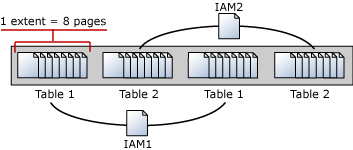 IAM2
1 extent = 8 pages
Table 1 Table 2 Table 1 Table 2
IAM1